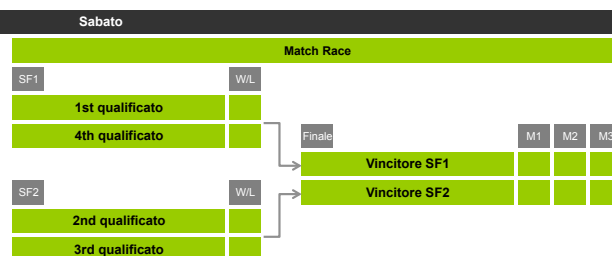 Sabato
Match Race
SF1 W/L
1st qualificato
4th qualificato
Finale M1 M2 M3
Vincitore SF1
Vincitore SF2
SF2 W/L
2nd qualificato
3rd qualificato